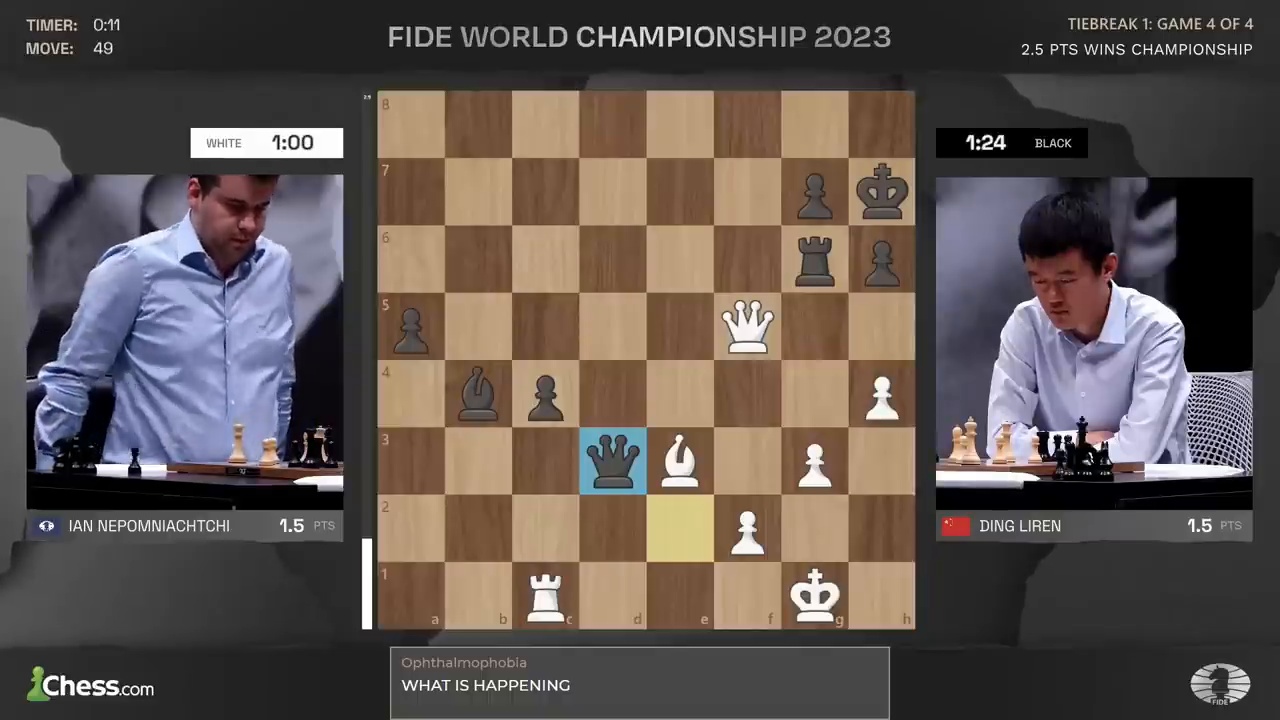 TIMER: 0:11
MOVE: 49
FIDE WORLD CHAMPIONSHIP 2023
TIEBREAK 1: GAME 4 OF 4
2.5 PTS WINS CHAMPIONSHIP
WHITE 1:00
1:24 BLACK
8
7
6
5
4
3
2
1
a b c d e f g h
IAN NEPOMNIACHTCHI 1.5 PTS
DING LIREN 1.5 PTS
Ophthalmophobia
WHAT IS HAPPENING
Chess.com
FIDE